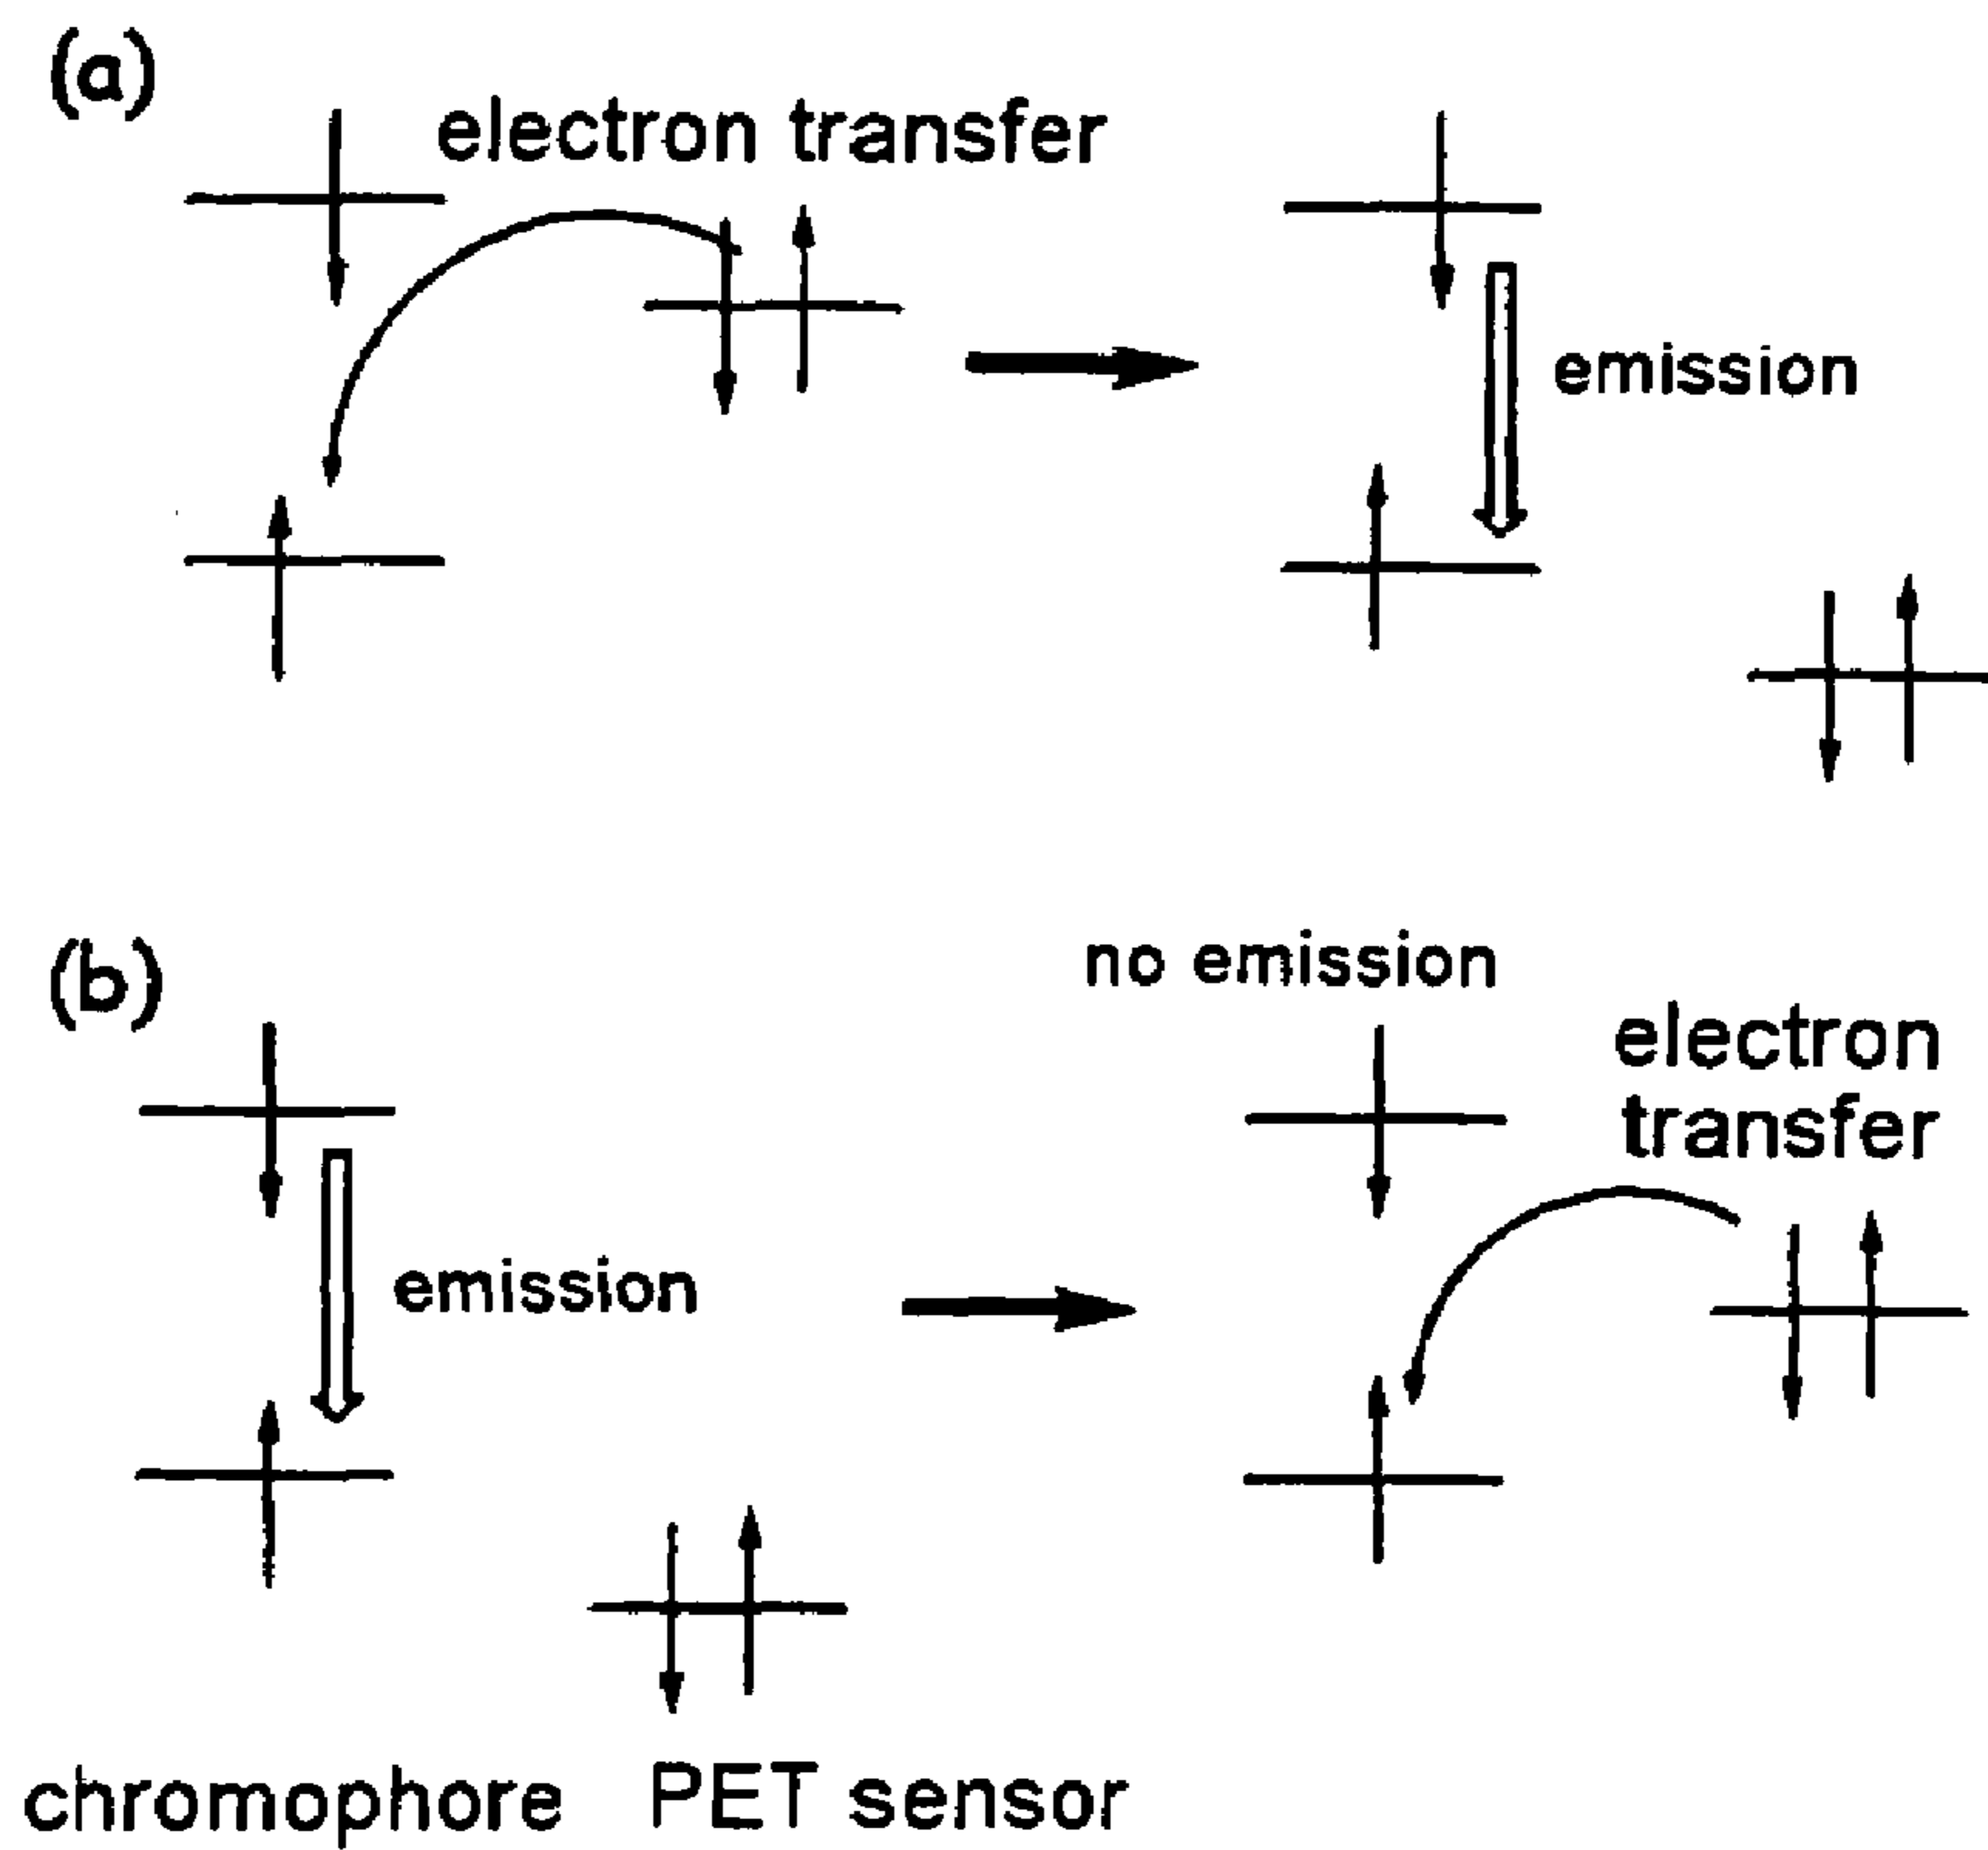 (a)
electron transfer
emission
(b)
no emission
electron
transfer
emission
chromophore PET sensor